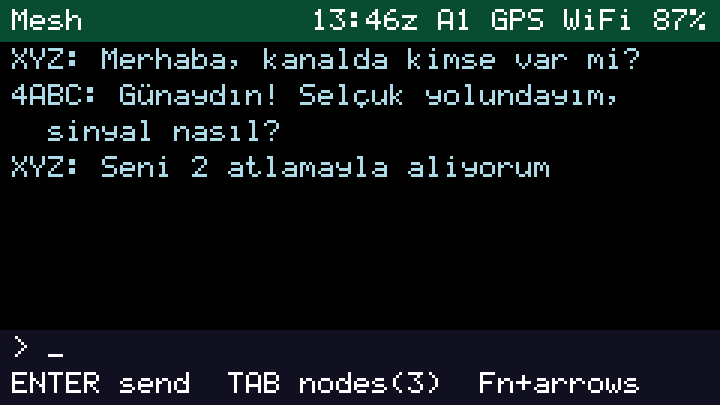 Mesh 13:46z A1 GPS WiFi 87%
XYZ: Merhaba, kanalda kimse var mi?
4ABC: Günaydın! Selçuk yolundayım,
sinyal nasıl?
XYZ: Seni 2 atlamayla aliyorum
> _
ENTER send TAB nodes(3) Fn+arrows